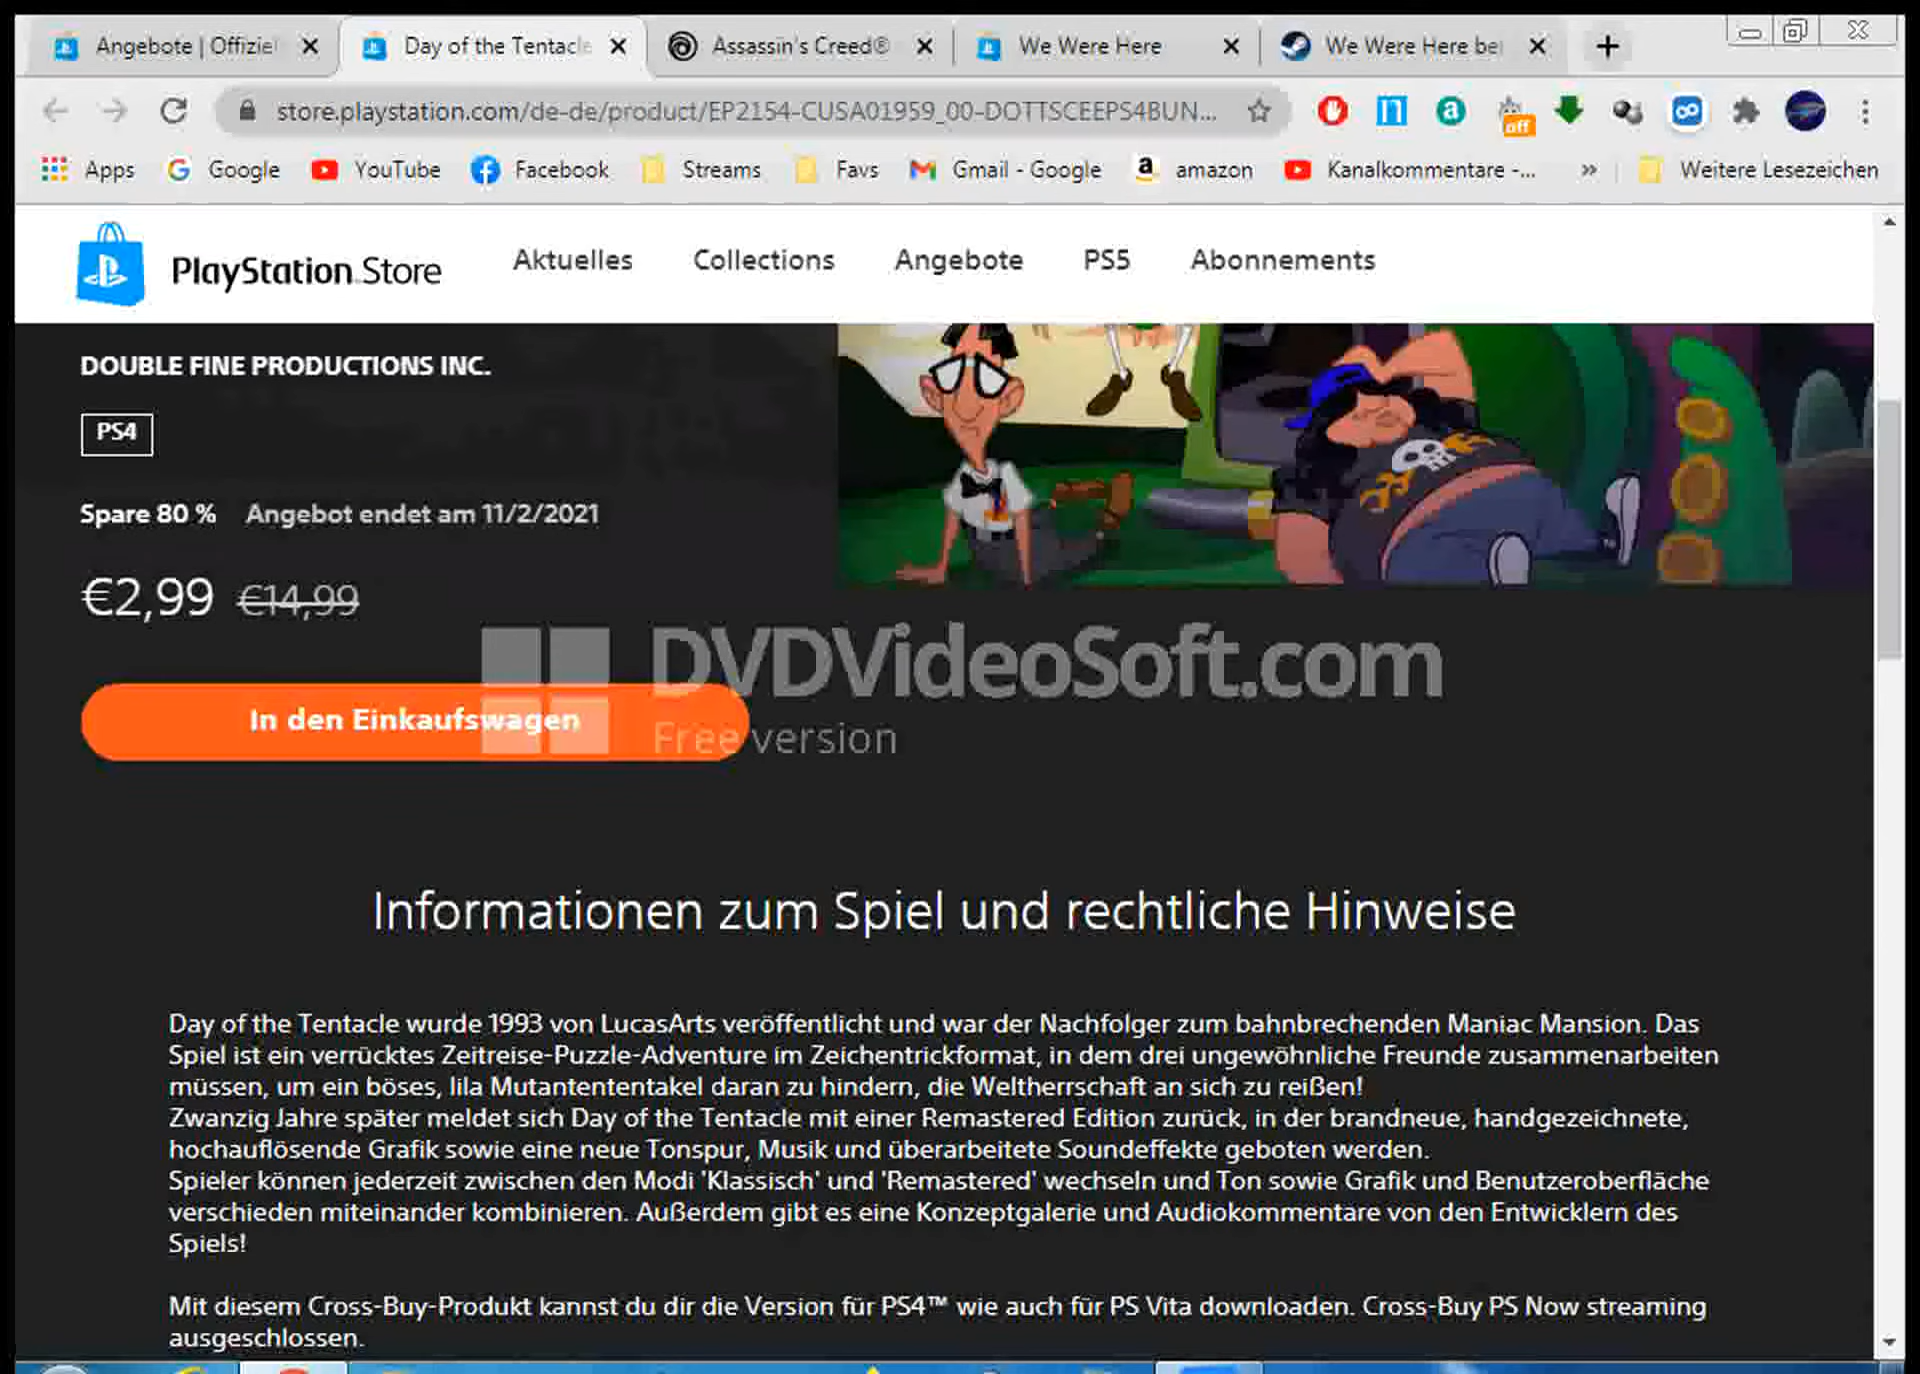 Angebote | Offiziel
Day of the Tentacle
Assassin's Creed®
We Were Here
We Were Here bei
store.playstation.com/de-de/product/EP2154-CUSA01959_00-DOTTSCEEPS4BUN...
off
Apps
Google
YouTube
Facebook
Streams
Favs
Gmail - Google
amazon
Kanalkommentare -...
»
Weitere Lesezeichen
PlayStation Store
Aktuelles
Collections
Angebote
PS5
Abonnements
DOUBLE FINE PRODUCTIONS INC.
PS4
Spare 80 % Angebot endet am 11/2/2021
€2,99 €14,99
DVDVideoSoft.com
In den Einkaufswagen
Free version
Informationen zum Spiel und rechtliche Hinweise
Day of the Tentacle wurde 1993 von LucasArts veröffentlicht und war der Nachfolger zum bahnbrechenden Maniac Mansion. Das
Spiel ist ein verrücktes Zeitreise-Puzzle-Adventure im Zeichentrickformat, in dem drei ungewöhnliche Freunde zusammenarbeiten
müssen, um ein böses, lila Mutantententakel daran zu hindern, die Weltherrschaft an sich zu reißen!
Zwanzig Jahre später meldet sich Day of the Tentacle mit einer Remastered Edition zurück, in der brandneue, handgezeichnete,
hochauflösende Grafik sowie eine neue Tonspur, Musik und überarbeitete Soundeffekte geboten werden.
Spieler können jederzeit zwischen den Modi 'Klassisch' und 'Remastered' wechseln und Ton sowie Grafik und Benutzeroberfläche
verschieden miteinander kombinieren. Außerdem gibt es eine Konzeptgalerie und Audiokommentare von den Entwicklern des
Spiels!
Mit diesem Cross-Buy-Produkt kannst du dir die Version für PS4™ wie auch für PS Vita downloaden. Cross-Buy PS Now streaming
ausgeschlossen.